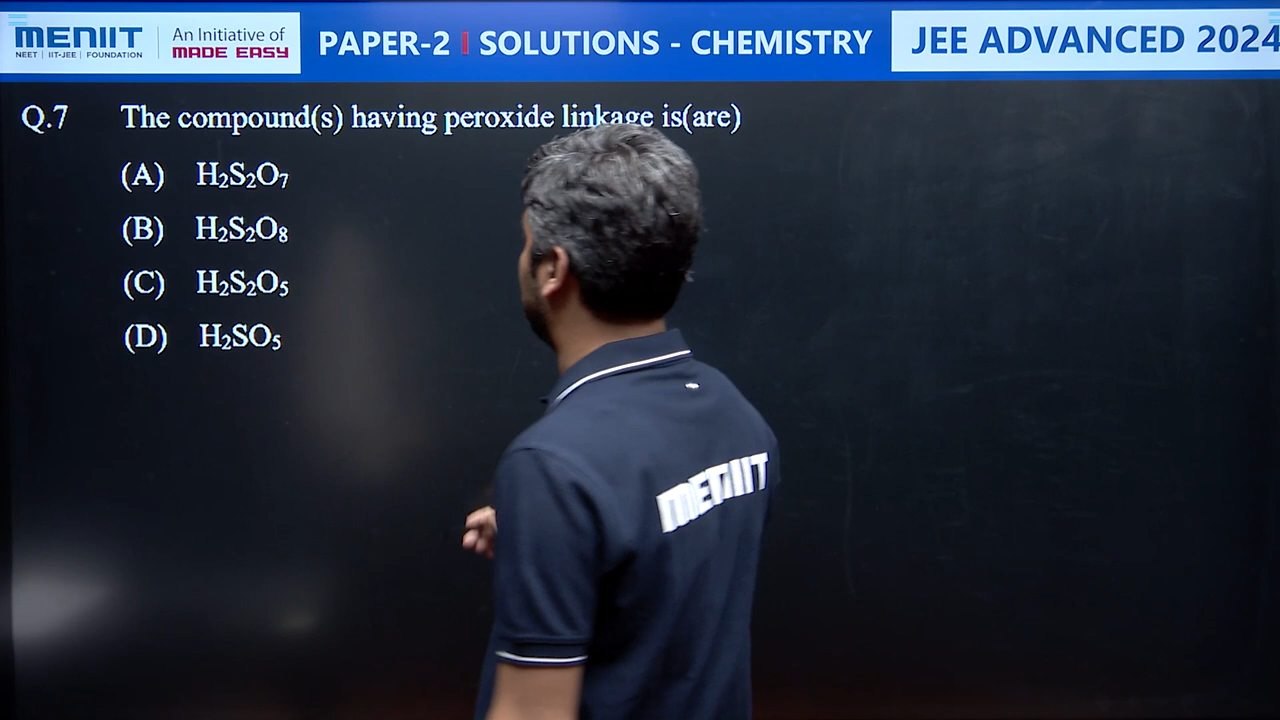 MENIIT
NEET | IIT-JEE | FOUNDATION
An Initiative of
MADE EASY
PAPER-2 | SOLUTIONS - CHEMISTRY
JEE ADVANCED 2024
Q.7 The compound(s) having peroxide linkage is(are)
(A) H₂S₂O₇
(B) H₂S₂O₈
(C) H₂S₂O₅
(D) H₂SO₅
MENIIT